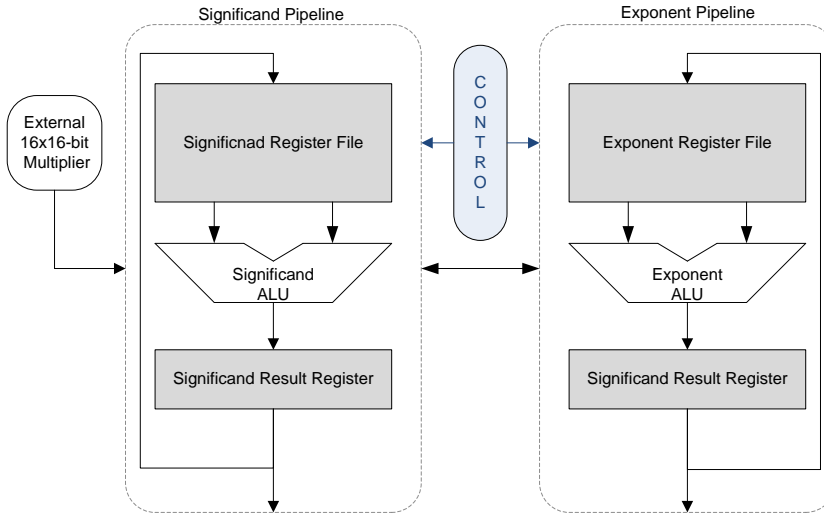 Significand Pipeline
Exponent Pipeline
External
16x16-bit
Multiplier
Significnad Register File
C
O
N
T
R
O
L
Exponent Register File
Significand
ALU
Exponent
ALU
Significand Result Register
Significand Result Register